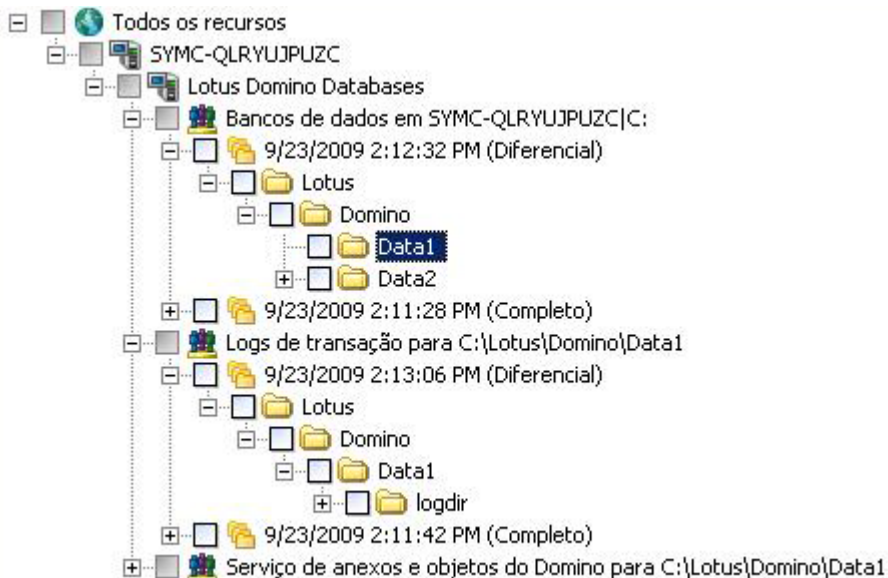 Todos os recursos
SYMC-QLRYUJPUZC
Lotus Domino Databases
Bancos de dados em SYMC-QLRYUJPUZC|C:
9/23/2009 2:12:32 PM (Diferencial)
Lotus
Domino
Data1
Data2
9/23/2009 2:11:28 PM (Completo)
Logs de transação para C:\Lotus\Domino\Data1
9/23/2009 2:13:06 PM (Diferencial)
Lotus
Domino
Data1
logdir
9/23/2009 2:11:42 PM (Completo)
Serviço de anexos e objetos do Domino para C:\Lotus\Domino\Data1